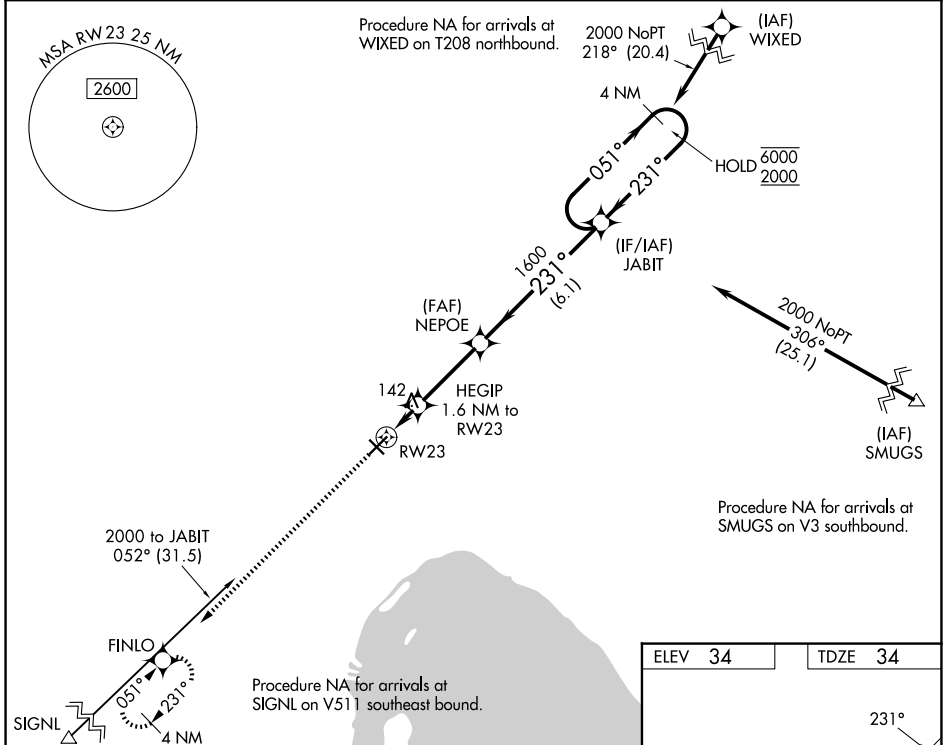 MSA RW 23 25 NM
2600
Procedure NA for arrivals at
WIXED on T208 northbound.
2000 NoPT
218° (20.4)
(IAF)
WIXED
4 NM
051°
231°
HOLD 6000
2000
(IF/IAF)
JABIT
1600
231°
(6.1)
(FAF)
NEPOE
2000 NoPT
306°
(25.1)
(IAF)
SMUGS
142
HEGIP
1.6 NM to
RW23
RW23
Procedure NA for arrivals at
SMUGS on V3 southbound.
2000 to JABIT
052° (31.5)
FINLO
051°
231°
4 NM
SIGNL
Procedure NA for arrivals at
SIGNL on V511 southeast bound.
ELEV 34
TDZE 34
231°